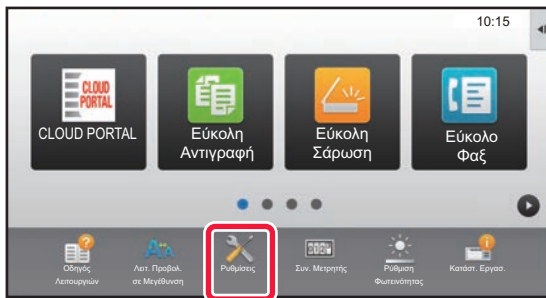 10:15
CLOUD
PORTAL
CLOUD PORTAL
Εύκολη
Αντιγραφή
Εύκολη
Σάρωση
Εύκολο
Φαξ
Οδηγός
Λειτουργιών
Λειτ. Προβολ.
σε Μεγέθυνση
Ρυθμίσεις
Συν. Μετρητής
Ρύθμιση
Φωτεινότητας
Κατάστ. Εργασ.